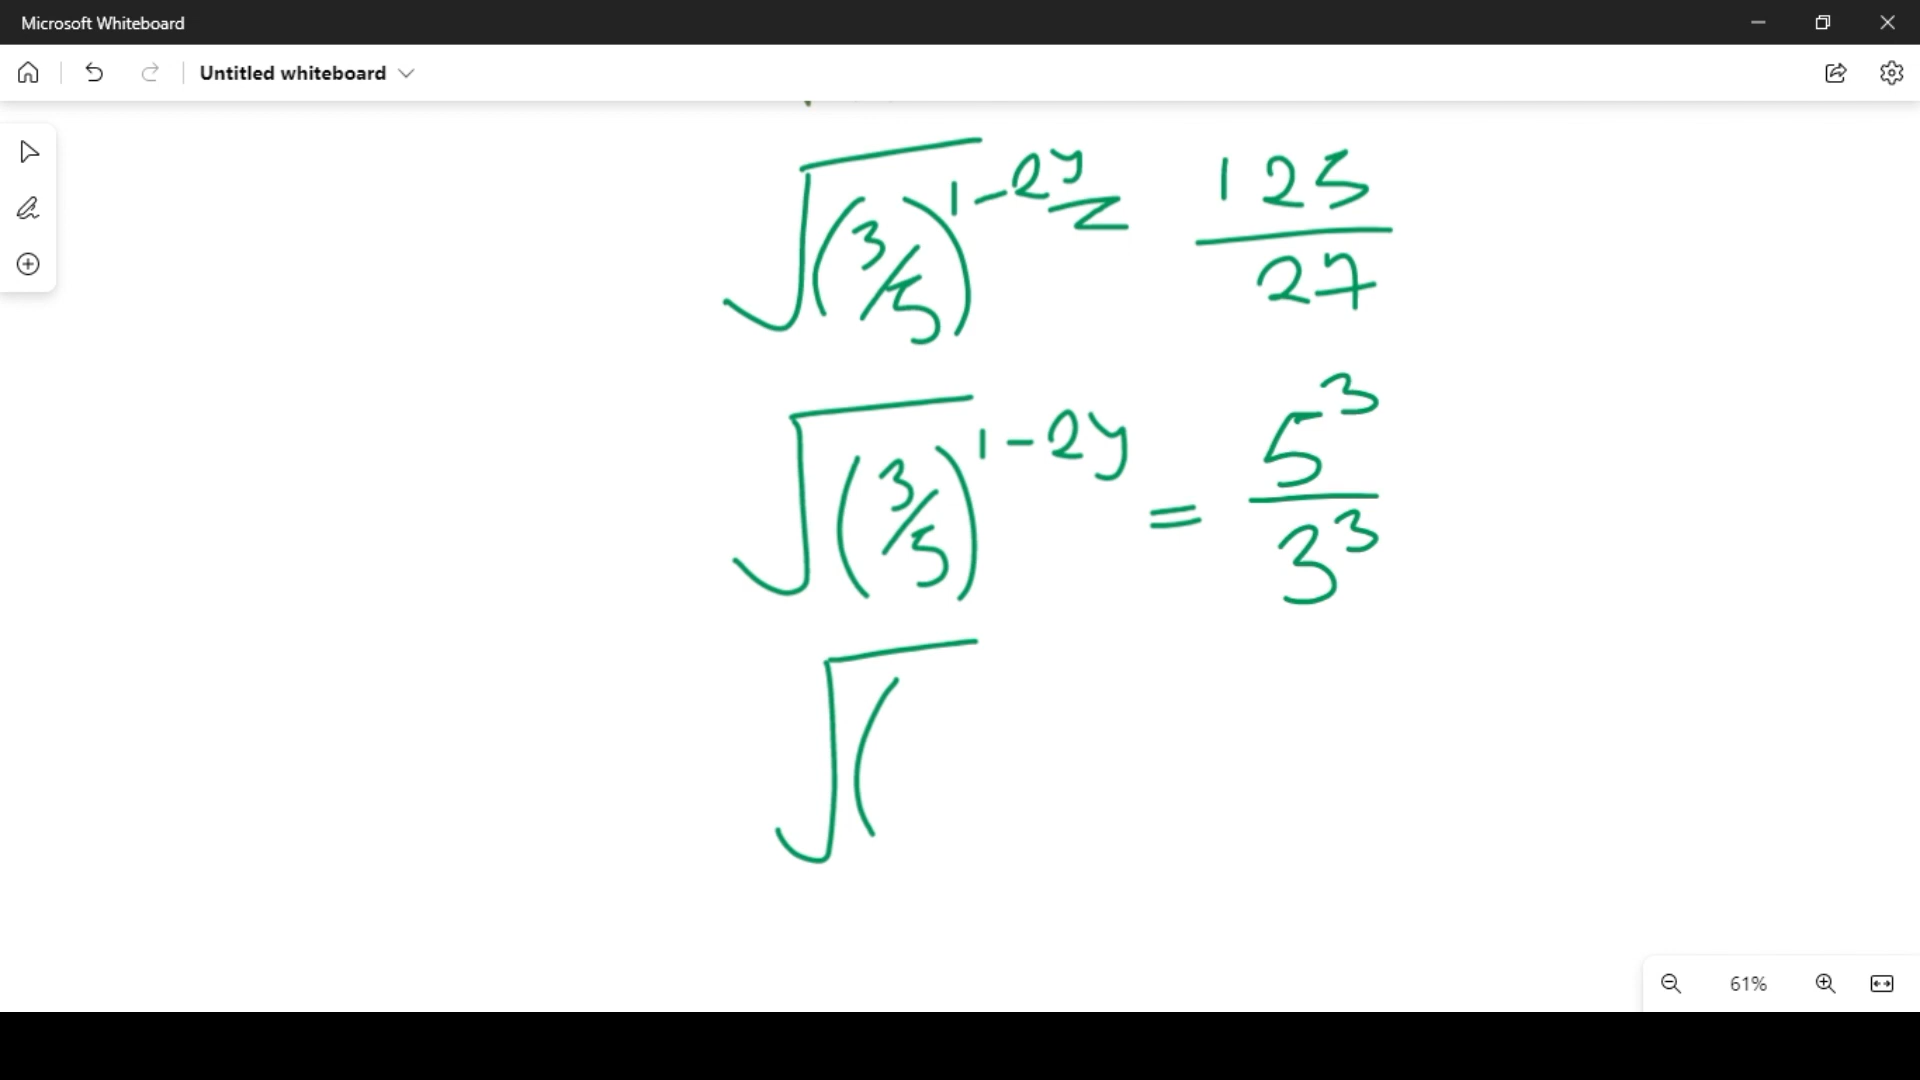 Microsoft Whiteboard
Untitled whiteboard
√(3/5)^1-2y = 125/27
√(3/5)^1-2y = 5^3/3^3
√(
61%